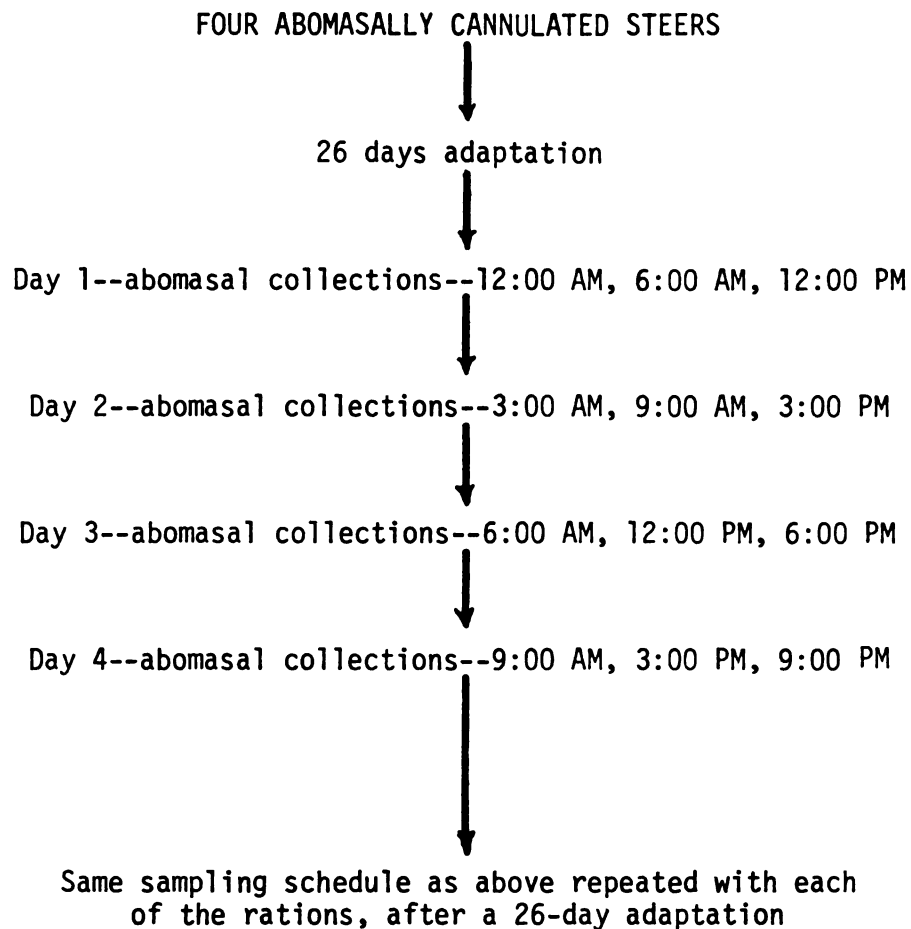 FOUR ABOMASALLY CANNULATED STEERS
26 days adaptation
Day 1--abomasal collections--12:00 AM, 6:00 AM, 12:00 PM
Day 2--abomasal collections--3:00 AM, 9:00 AM, 3:00 PM
Day 3--abomasal collections--6:00 AM, 12:00 PM, 6:00 PM
Day 4--abomasal collections--9:00 AM, 3:00 PM, 9:00 PM
Same sampling schedule as above repeated with each
of the rations, after a 26-day adaptation